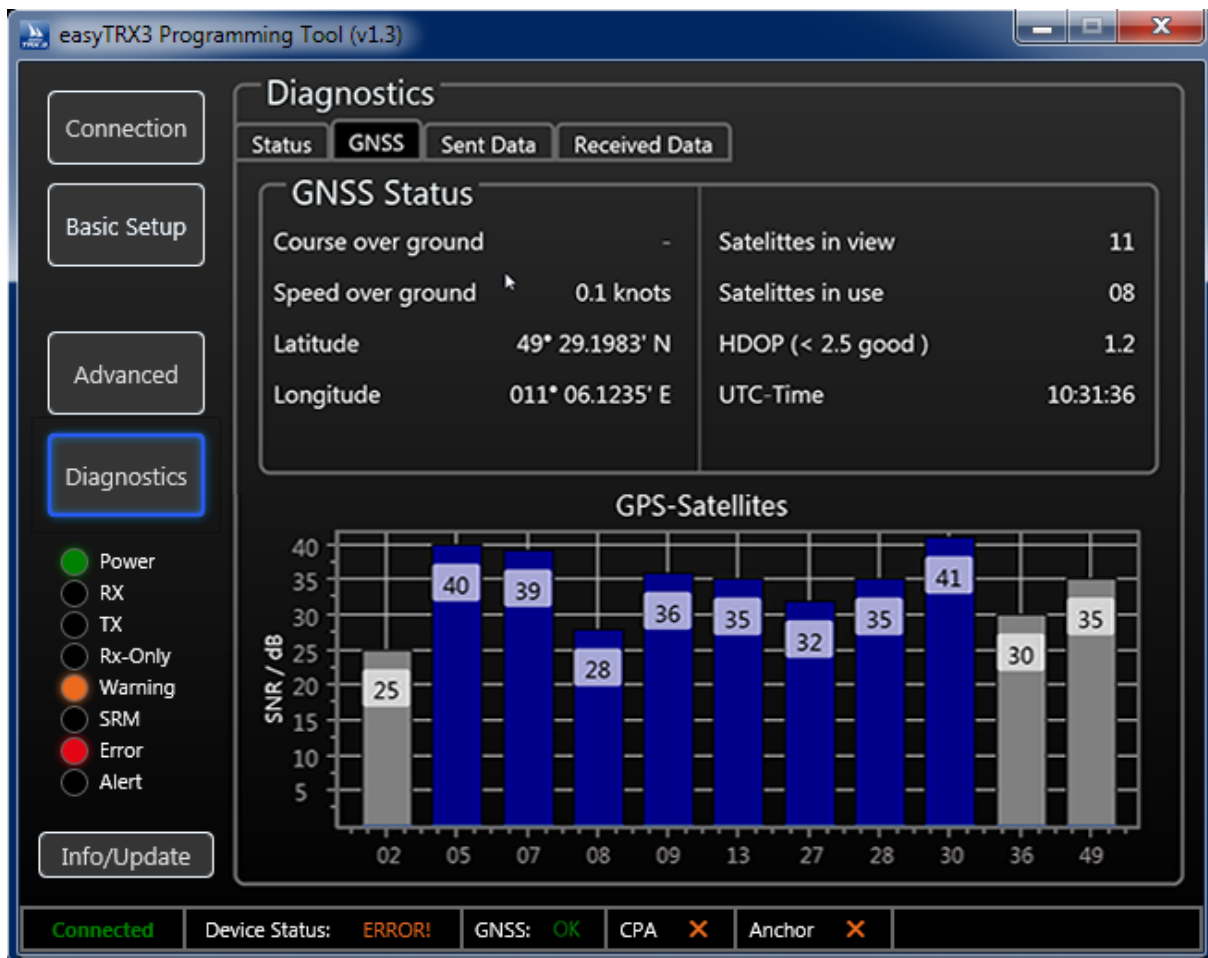 easyTRX3 Programming Tool (v1.3)
Connection
Basic Setup
Advanced
Diagnostics
Power
RX
TX
Rx-Only
Warning
SRM
Error
Alert
Info/Update
Diagnostics
Status GNSS Sent Data Received Data
GNSS Status
Course over ground -
Speed over ground 0.1 knots
Latitude 49° 29.1983' N
Longitude 011° 06.1235' E
Satelittes in view 11
Satelittes in use 08
HDOP (< 2.5 good ) 1.2
UTC-Time 10:31:36
GPS-Satellites
SNR / dB
40
35
30
25
20
15
10
5
25 40 39 28 36 35 32 35 41 30 35
02 05 07 08 09 13 27 28 30 36 49
Connected Device Status: ERROR! GNSS: OK CPA ✕ Anchor ✕